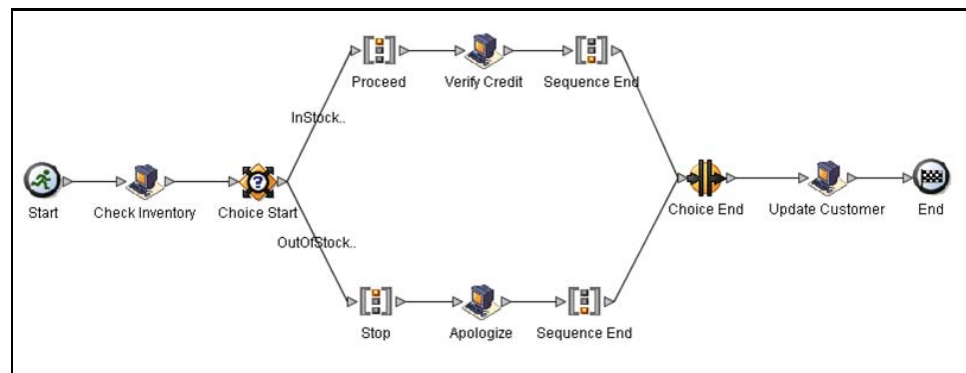 Proceed
Verify Credit
Sequence End
InStock..
Start
Check Inventory
Choice Start
Choice End
Update Customer
End
OutOfStock..
Stop
Apologize
Sequence End